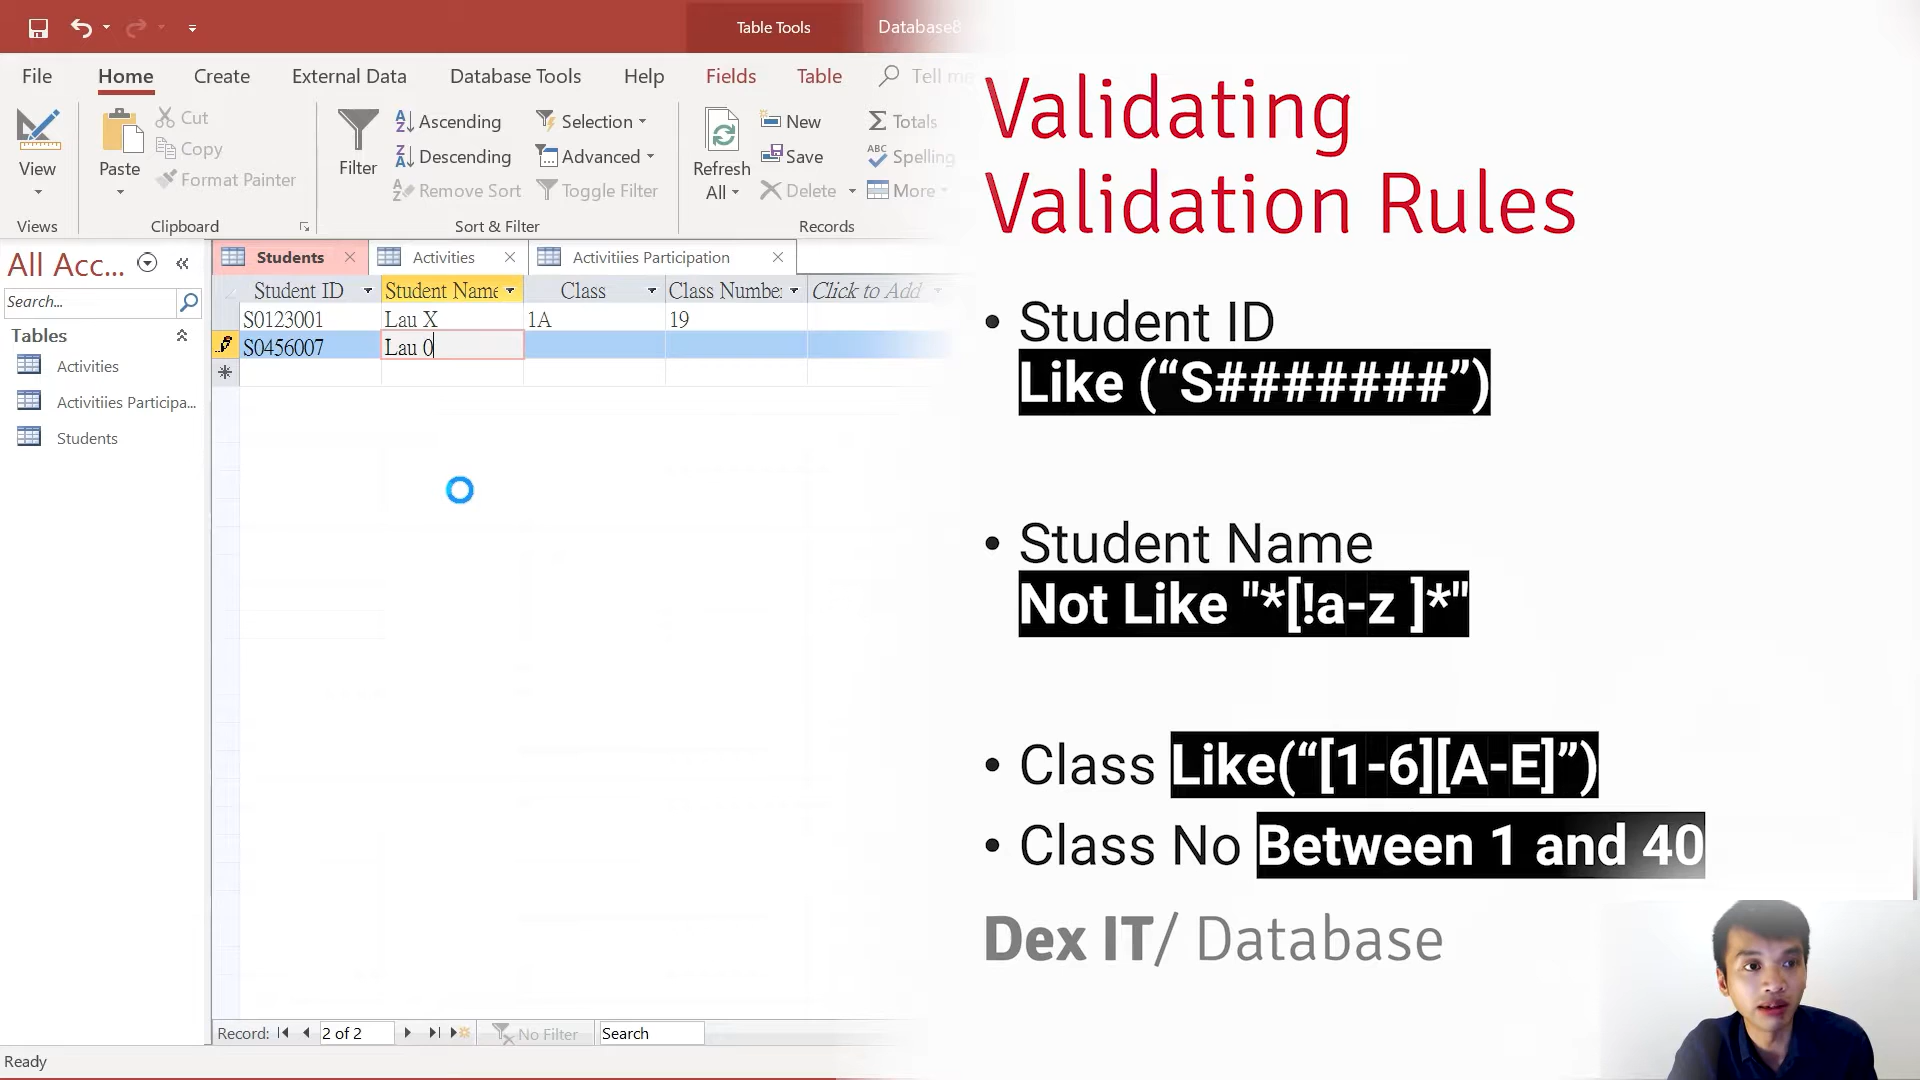 Table Tools
Database8
File Home Create External Data Database Tools Help Fields Table Tell me
View
Paste
Cut
Copy
Format Painter
Filter
Ascending
Descending
Remove Sort
Selection
Advanced
Toggle Filter
Refresh
All
New
Save
Delete
Totals
Spelling
More
Views
Clipboard
Sort & Filter
Records
All Acc...
Search...
Tables
Activities
Activitiies Participa...
Students
Students
Activities
Activitiies Participation
Student ID Student Name Class Class Number Click to Add
S0123001 Lau X 1A 19
S0456007 Lau 0
Record: 2 of 2 No Filter Search
Ready
Validating
Validation Rules
• Student ID
Like (“S#######”)
• Student Name
Not Like "*[!a-z ]*"
• Class Like(“[1-6][A-E]”)
• Class No Between 1 and 40
Dex IT/ Database